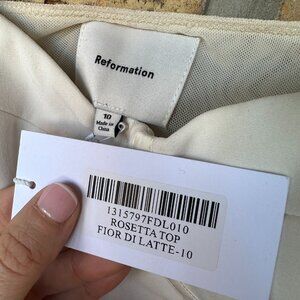 Reformation
10
Made in
China
1315797FDL010
ROSETTA TOP
FIOR DI LATTE-10